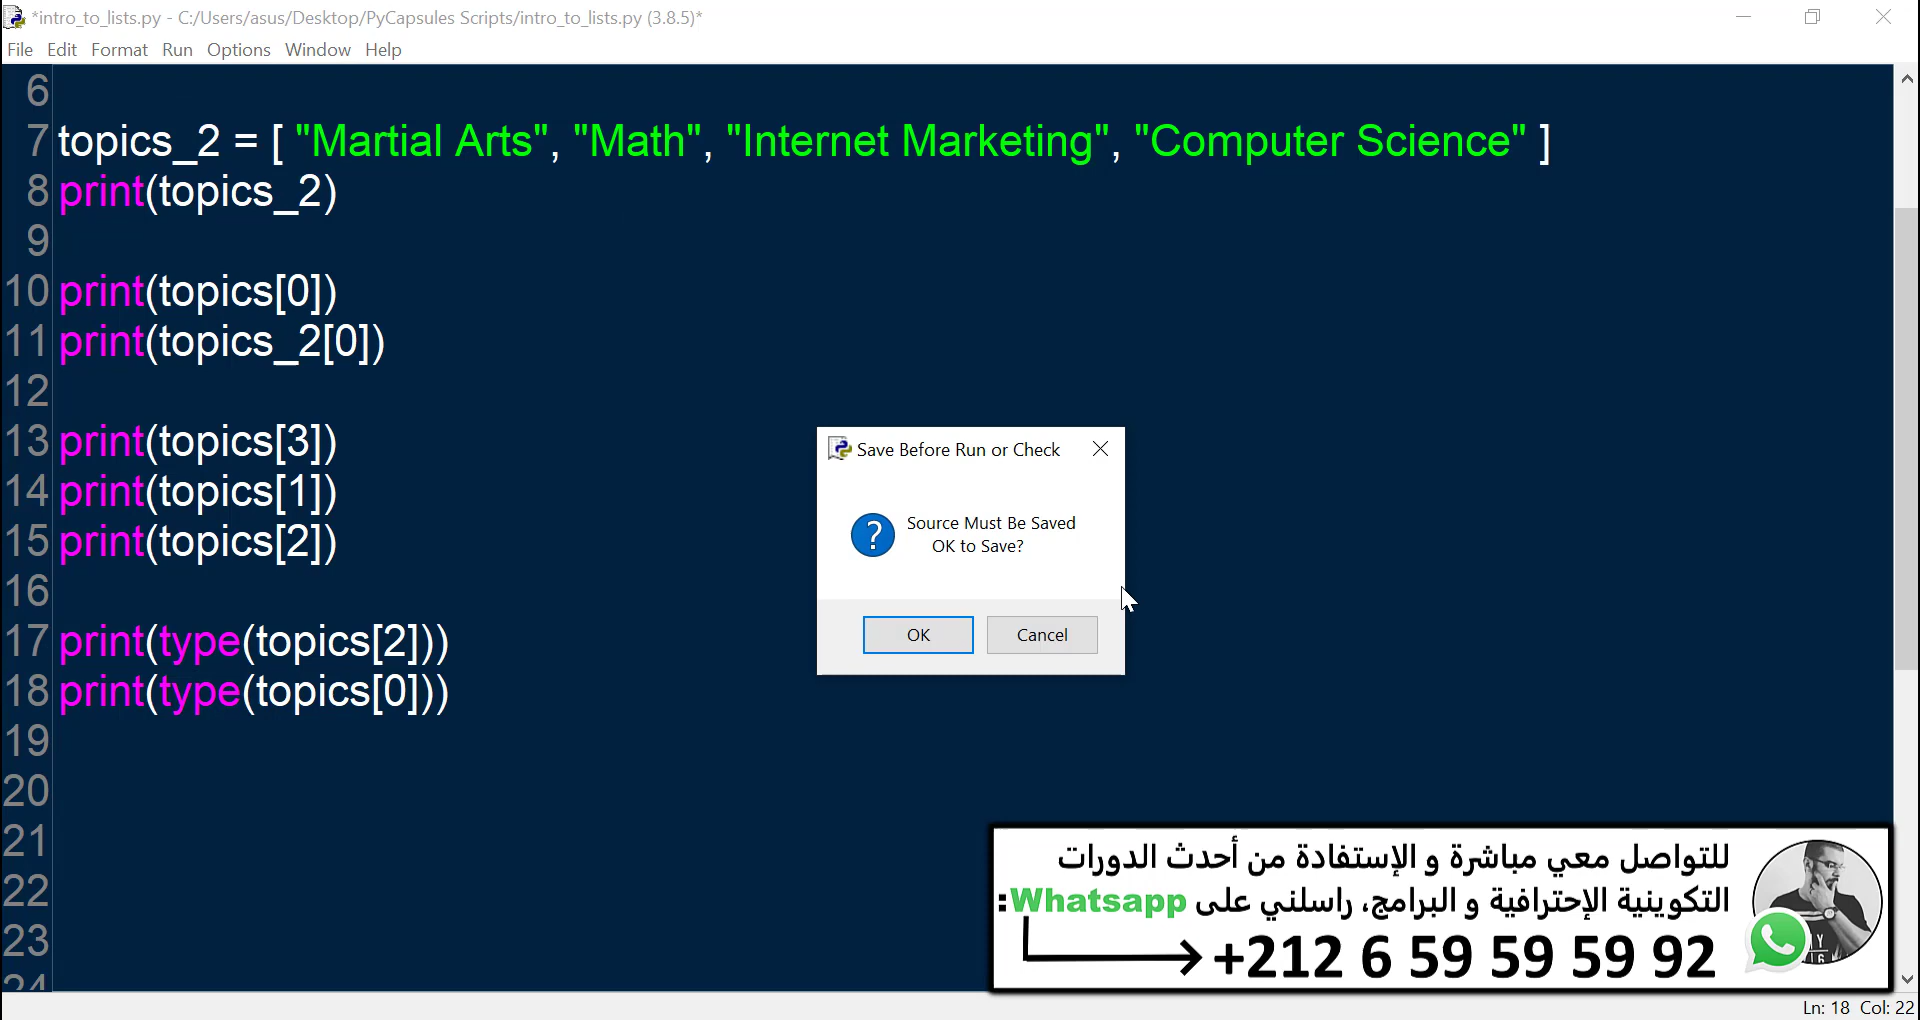 *intro_to_lists.py - C:/Users/asus/Desktop/PyCapsules Scripts/intro_to_lists.py (3.8.5)*
File Edit Format Run Options Window Help
6
7 topics_2 = [ "Martial Arts", "Math", "Internet Marketing", "Computer Science" ]
8 print(topics_2)
9
10 print(topics[0])
11 print(topics_2[0])
12
13 print(topics[3])
14 print(topics[1])
15 print(topics[2])
16
17 print(type(topics[2]))
18 print(type(topics[0]))
19
20
21
22
23
24
Save Before Run or Check
Source Must Be Saved
OK to Save?
OK Cancel
للتواصل معي مباشرة و الإستفادة من أحدث الدورات
التكوينية الإحترافية و البرامج، راسلني على Whatsapp:
+212 6 59 59 59 92
Ln: 18 Col: 22